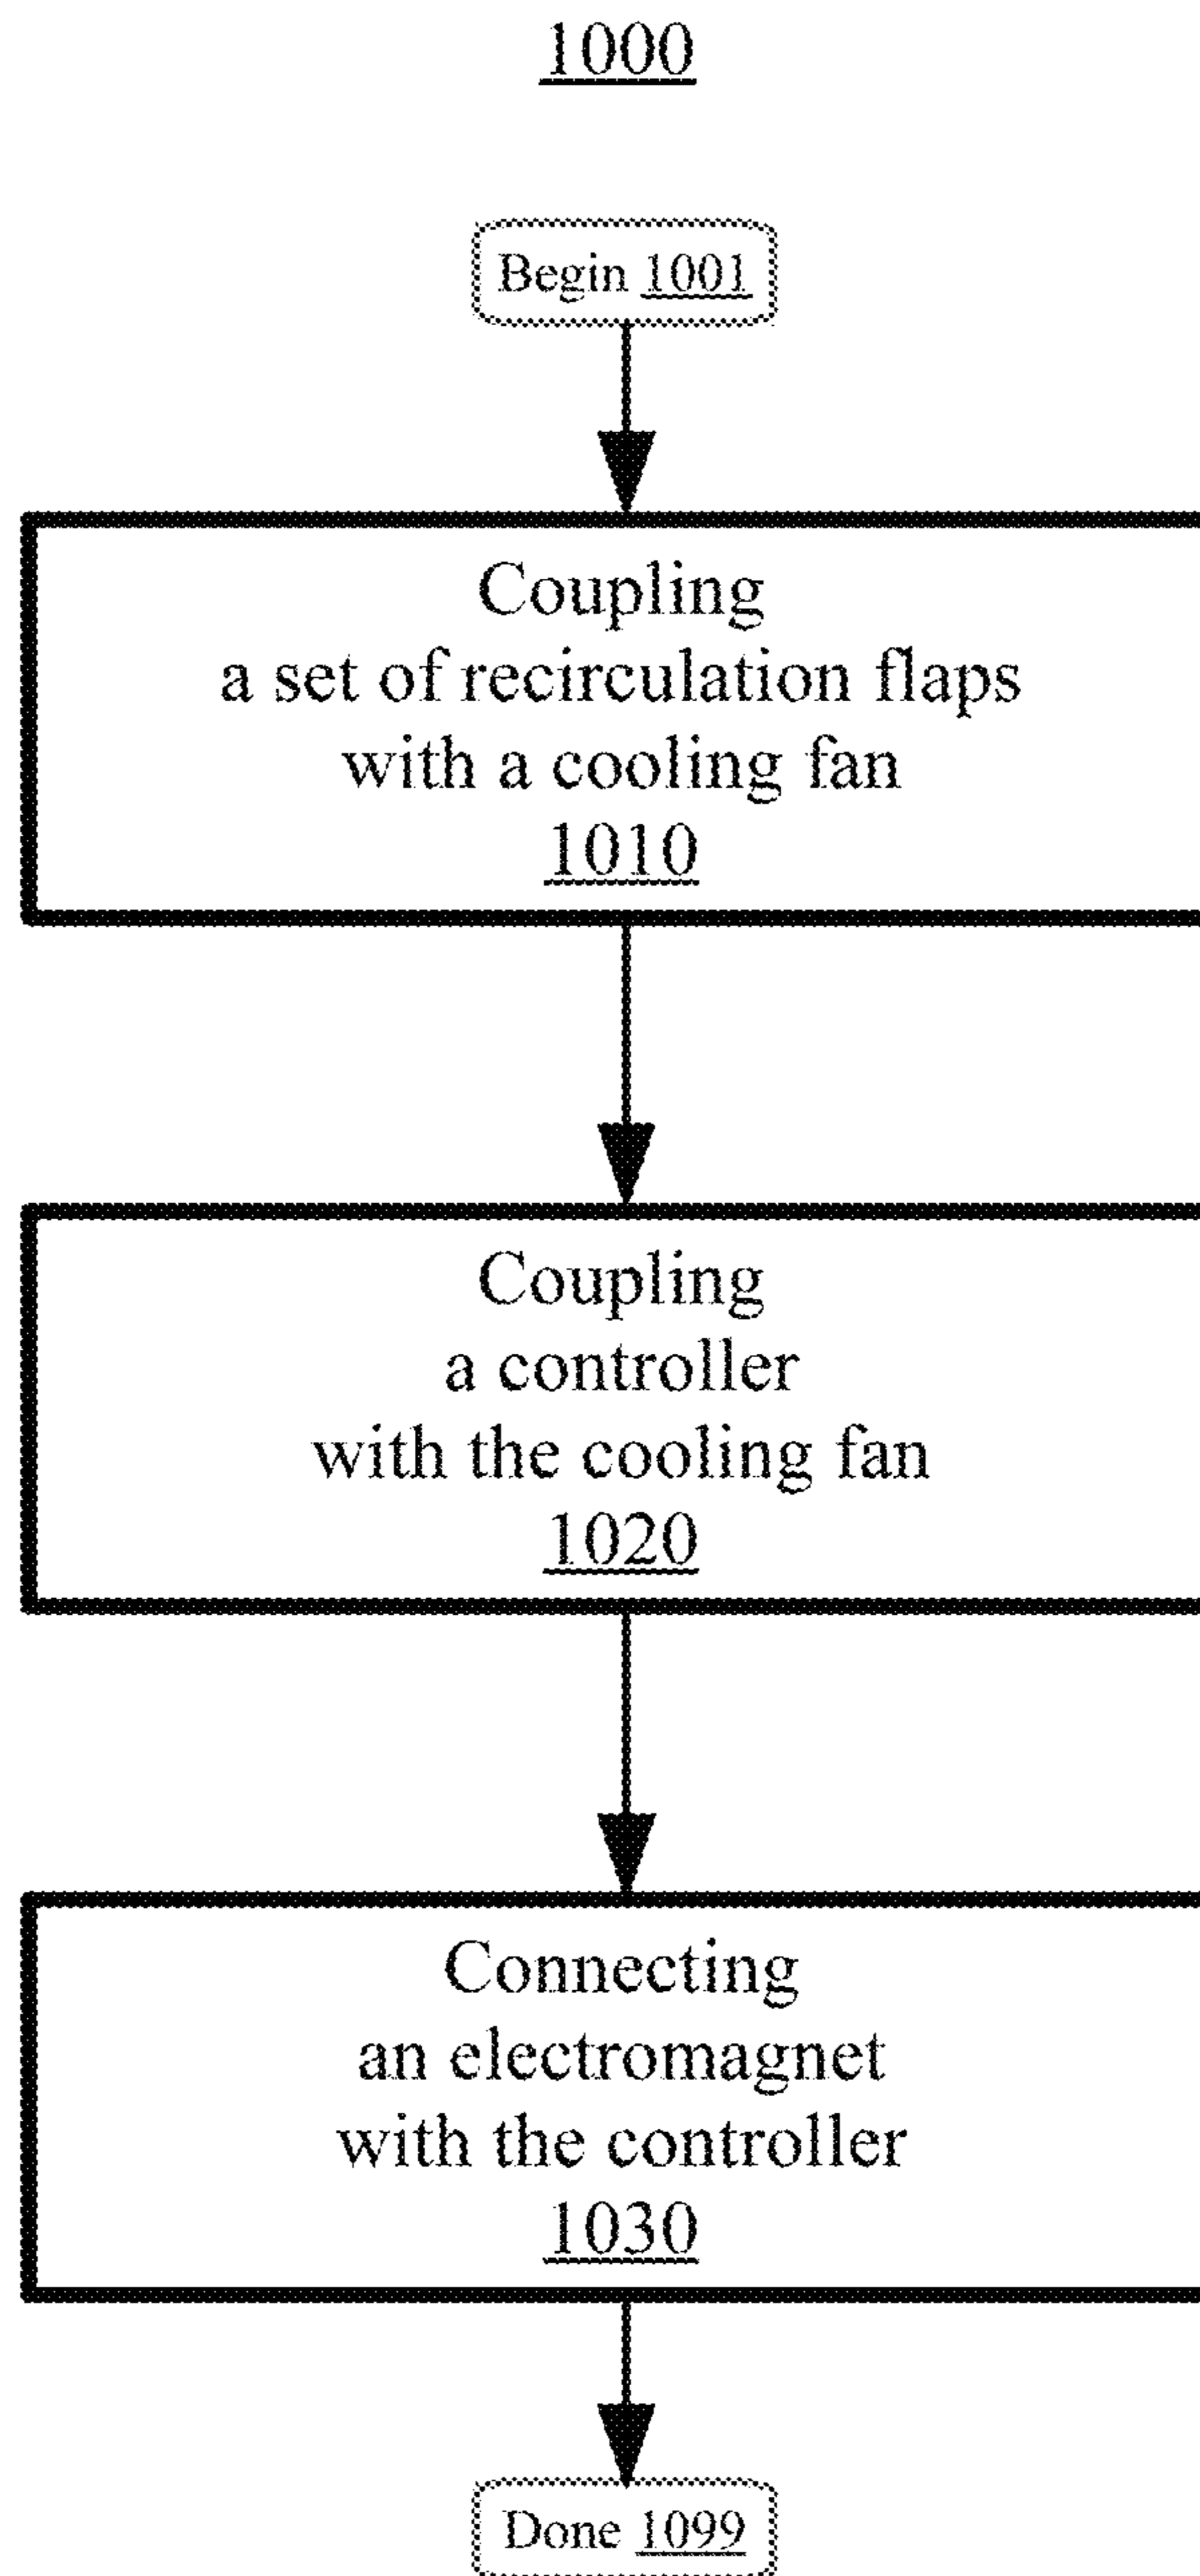 1000
Begin 1001
Coupling
a set of recirculation flaps
with a cooling fan
1010
Coupling
a controller
with the cooling fan
1020
Connecting
an electromagnet
with the controller
1030
Done 1099